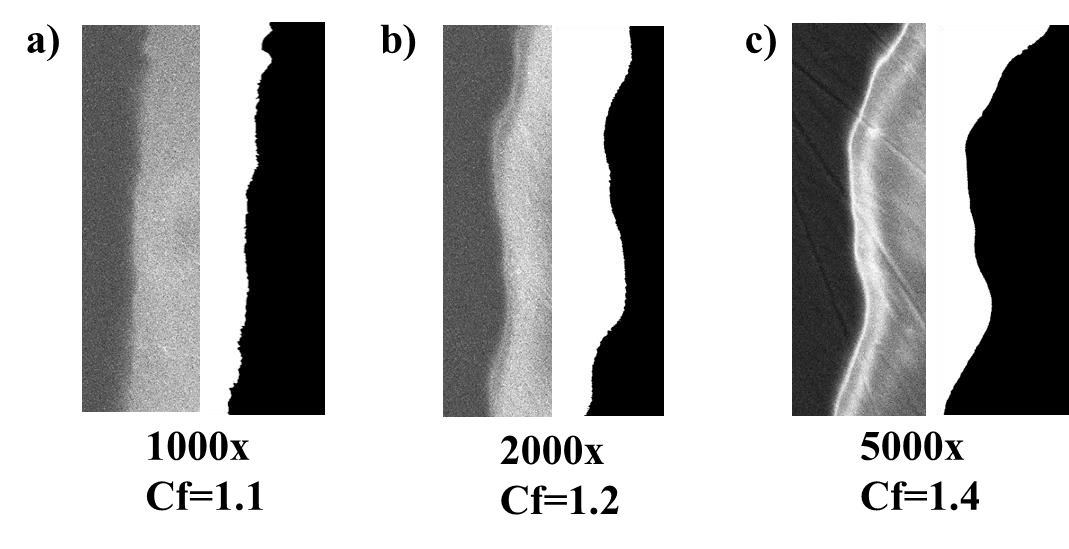 a)
b)
c)
1000x
Cf=1.1
2000x
Cf=1.2
5000x
Cf=1.4